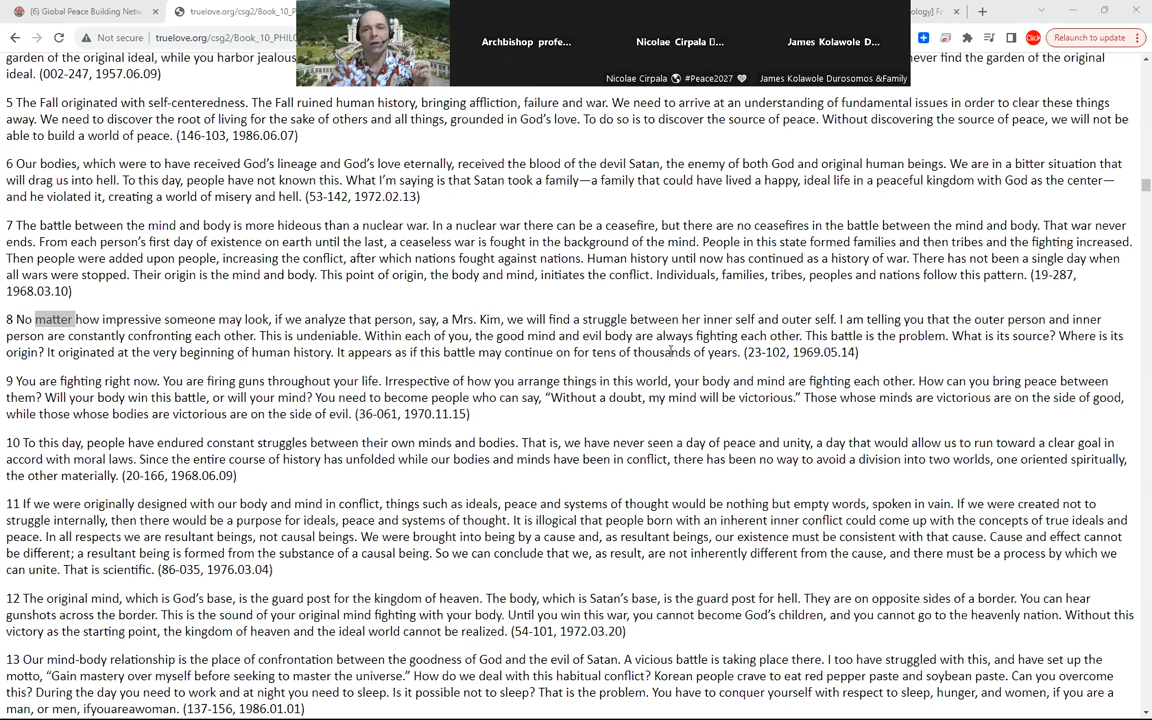 (6) Global Peace Building Netw
truelove.org/csg2/Book_10_P
ology] F
Not secure
truelove.org/csg2/Book_10_PHIL
Archbishop profe...
Nicolae Cirpala
James Kolawole D...
Click
Relaunch to update
Nicolae Cirpala 🌎 #Peace2027 🤍
James Kolawole Durosomos &Family
garden of the original ideal, while you harbor jealous
ever find the garden of the original
ideal. (002-247, 1957.06.09)
5 The Fall originated with self-centeredness. The Fall ruined human history, bringing affliction, failure and war. We need to arrive at an understanding of fundamental issues in order to clear these things
away. We need to discover the root of living for the sake of others and all things, grounded in God's love. To do so is to discover the source of peace. Without discovering the source of peace, we will not be
able to build a world of peace. (146-103, 1986.06.07)
6 Our bodies, which were to have received God's lineage and God's love eternally, received the blood of the devil Satan, the enemy of both God and original human beings. We are in a bitter situation that
will drag us into hell. To this day, people have not known this. What I'm saying is that Satan took a family—a family that could have lived a happy, ideal life in a peaceful kingdom with God as the center—
and he violated it, creating a world of misery and hell. (53-142, 1972.02.13)
7 The battle between the mind and body is more hideous than a nuclear war. In a nuclear war there can be a ceasefire, but there are no ceasefires in the battle between the mind and body. That war never
ends. From each person's first day of existence on earth until the last, a ceaseless war is fought in the background of the mind. People in this state formed families and then tribes and the fighting increased.
Then people were added upon people, increasing the conflict, after which nations fought against nations. Human history until now has continued as a history of war. There has not been a single day when
all wars were stopped. Their origin is the mind and body. This point of origin, the body and mind, initiates the conflict. Individuals, families, tribes, peoples and nations follow this pattern. (19-287,
1968.03.10)
8 No matter how impressive someone may look, if we analyze that person, say, a Mrs. Kim, we will find a struggle between her inner self and outer self. I am telling you that the outer person and inner
person are constantly confronting each other. This is undeniable. Within each of you, the good mind and evil body are always fighting each other. This battle is the problem. What is its source? Where is its
origin? It originated at the very beginning of human history. It appears as if this battle may continue on for tens of thousands of years. (23-102, 1969.05.14)
9 You are fighting right now. You are firing guns throughout your life. Irrespective of how you arrange things in this world, your body and mind are fighting each other. How can you bring peace between
them? Will your body win this battle, or will your mind? You need to become people who can say, "Without a doubt, my mind will be victorious." Those whose minds are victorious are on the side of good,
while those whose bodies are victorious are on the side of evil. (36-061, 1970.11.15)
10 To this day, people have endured constant struggles between their own minds and bodies. That is, we have never seen a day of peace and unity, a day that would allow us to run toward a clear goal in
accord with moral laws. Since the entire course of history has unfolded while our bodies and minds have been in conflict, there has been no way to avoid a division into two worlds, one oriented spiritually,
the other materially. (20-166, 1968.06.09)
11 If we were originally designed with our body and mind in conflict, things such as ideals, peace and systems of thought would be nothing but empty words, spoken in vain. If we were created not to
struggle internally, then there would be a purpose for ideals, peace and systems of thought. It is illogical that people born with an inherent inner conflict could come up with the concepts of true ideals and
peace. In all respects we are resultant beings, not causal beings. We were brought into being by a cause and, as resultant beings, our existence must be consistent with that cause. Cause and effect cannot
be different; a resultant being is formed from the substance of a causal being. So we can conclude that we, as result, are not inherently different from the cause, and there must be a process by which we
can unite. That is scientific. (86-035, 1976.03.04)
12 The original mind, which is God's base, is the guard post for the kingdom of heaven. The body, which is Satan's base, is the guard post for hell. They are on opposite sides of a border. You can hear
gunshots across the border. This is the sound of your original mind fighting with your body. Until you win this war, you cannot become God's children, and you cannot go to the heavenly nation. Without this
victory as the starting point, the kingdom of heaven and the ideal world cannot be realized. (54-101, 1972.03.20)
13 Our mind-body relationship is the place of confrontation between the goodness of God and the evil of Satan. A vicious battle is taking place there. I too have struggled with this, and have set up the
motto, "Gain mastery over myself before seeking to master the universe." How do we deal with this habitual conflict? Korean people crave to eat red pepper paste and soybean paste. Can you overcome
this? During the day you need to work and at night you need to sleep. Is it possible not to sleep? That is the problem. You have to conquer yourself with respect to sleep, hunger, and women, if you are a
man, or men, ifyouareawoman. (137-156, 1986.01.01)